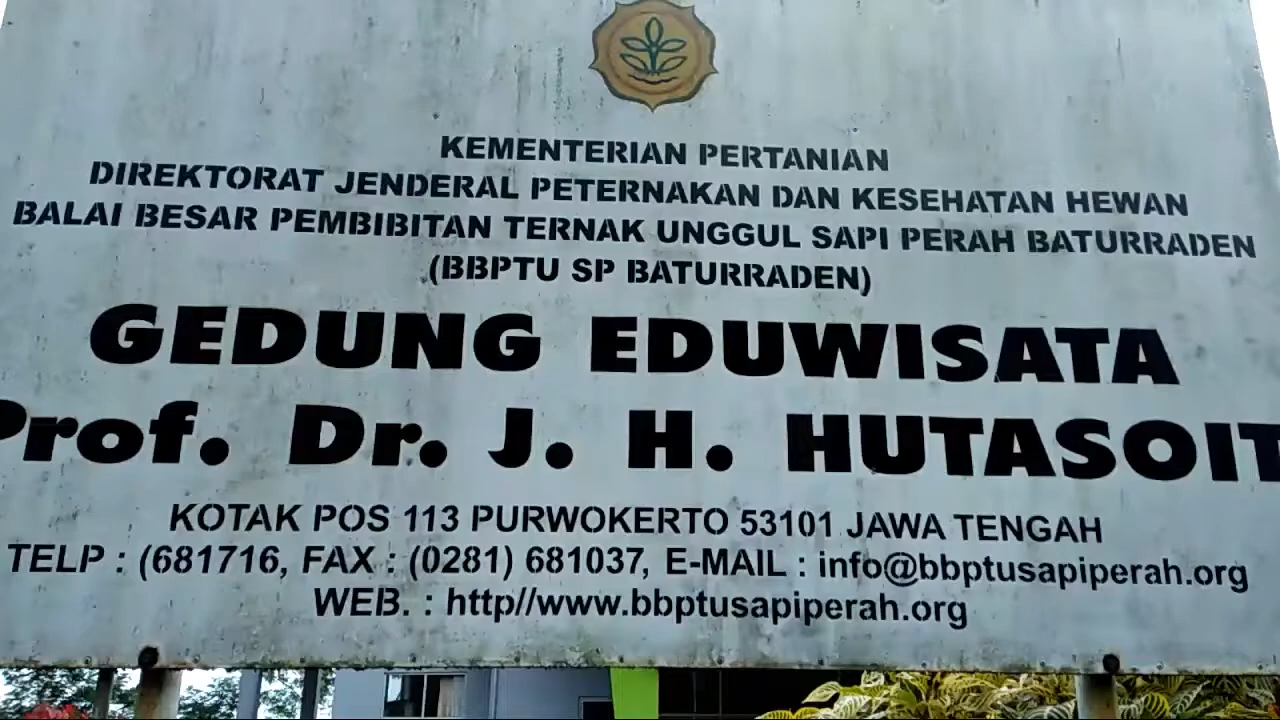 KEMENTERIAN PERTANIAN
DIREKTORAT JENDERAL PETERNAKAN DAN KESEHATAN HEWAN
BALAI BESAR PEMBIBITAN TERNAK UNGGUL SAPI PERAH BATURRADEN
(BBPTU SP BATURRADEN)
GEDUNG EDUWISATA
Prof. Dr. J. H. HUTASOIT
KOTAK POS 113 PURWOKERTO 53101 JAWA TENGAH
TELP : (681716, FAX : (0281) 681037, E-MAIL : info@bbptusapiperah.org
WEB. : http//www.bbptusapiperah.org